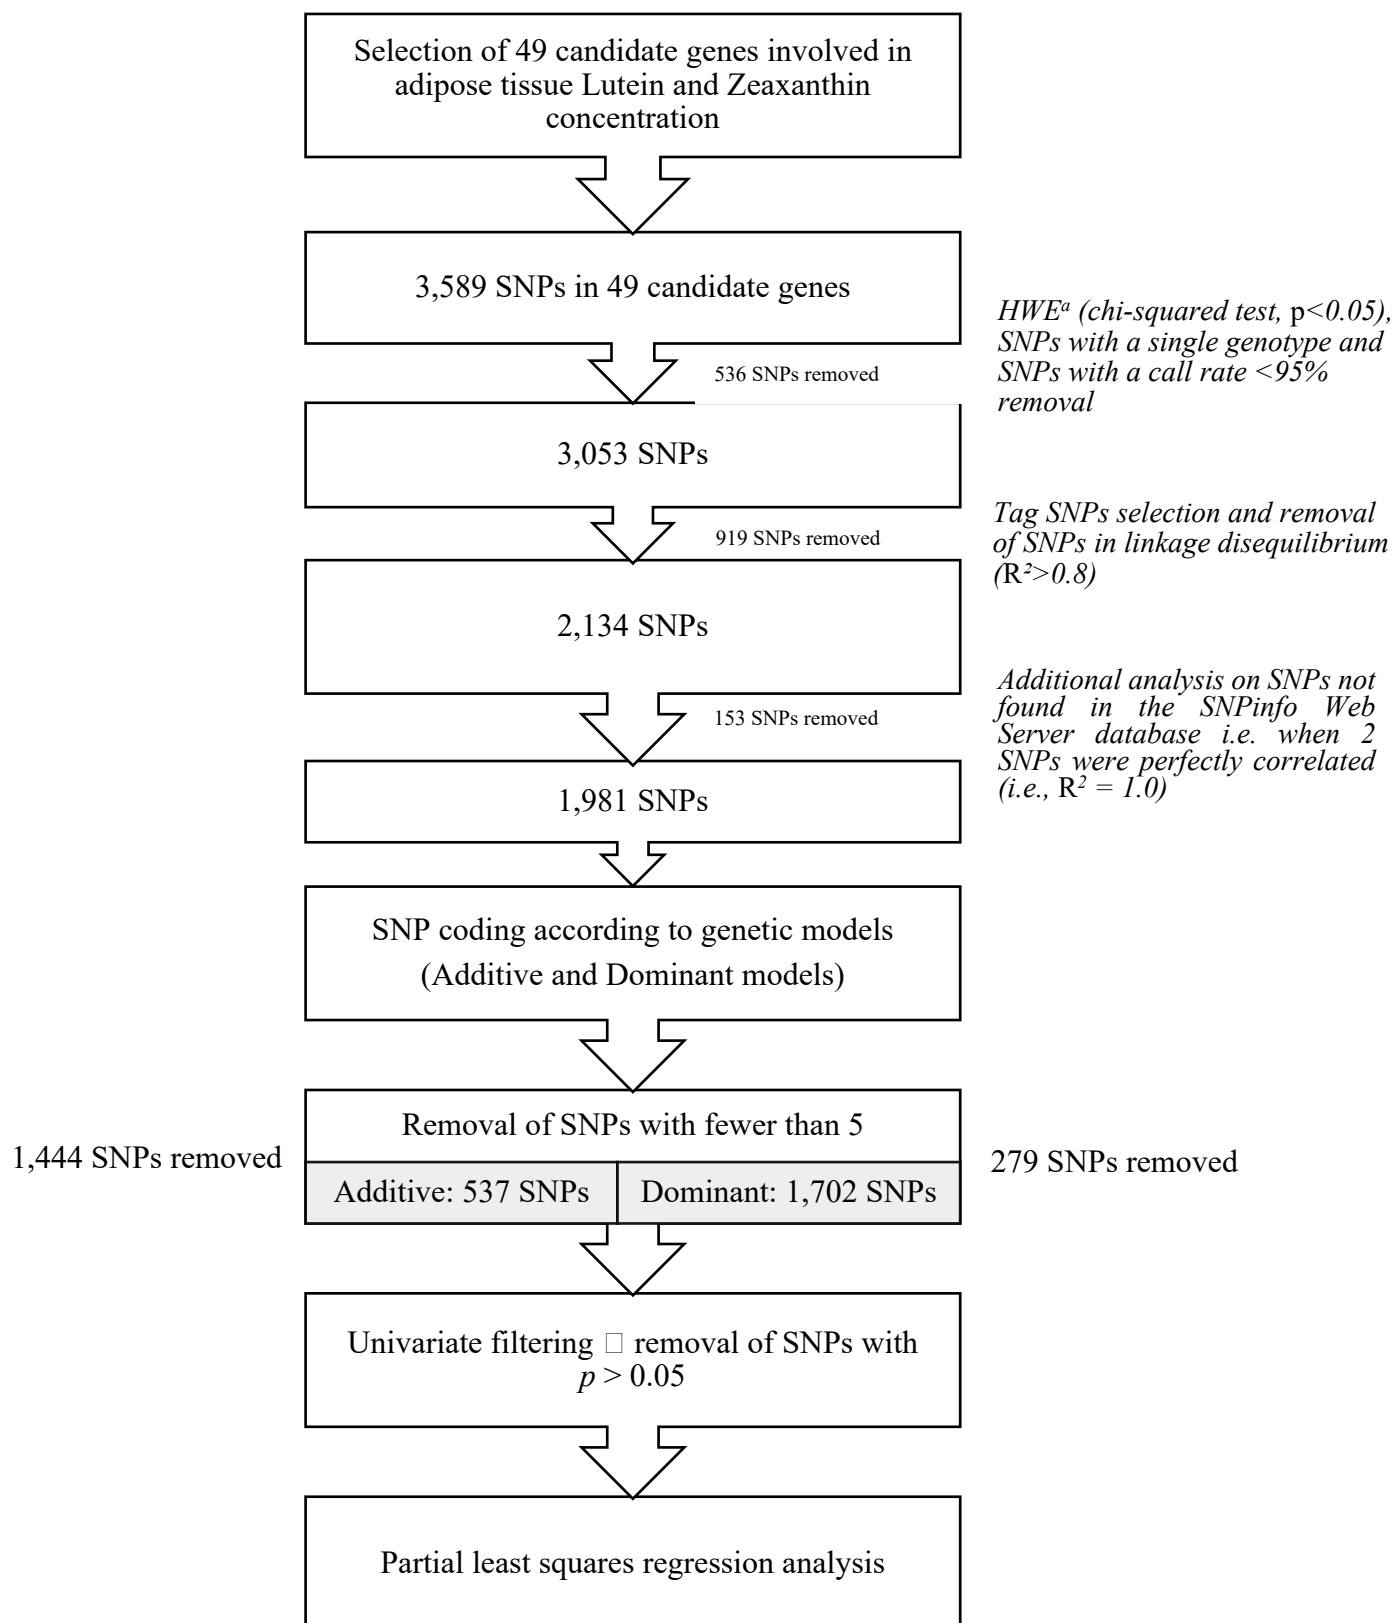 Selection of 49 candidate genes involved in
adipose tissue Lutein and Zeaxanthin
concentration
3,589 SNPs in 49 candidate genes
536 SNPs removed
HWEᵃ (chi-squared test, p<0.05),
SNPs with a single genotype and
SNPs with a call rate <95%
removal
3,053 SNPs
919 SNPs removed
Tag SNPs selection and removal
of SNPs in linkage disequilibrium
(R²>0.8)
2,134 SNPs
153 SNPs removed
Additional analysis on SNPs not
found in the SNPinfo Web
Server database i.e. when 2
SNPs were perfectly correlated
(i.e., R² = 1.0)
1,981 SNPs
SNP coding according to genetic models
(Additive and Dominant models)
Removal of SNPs with fewer than 5
1,444 SNPs removed
279 SNPs removed
Additive: 537 SNPs
Dominant: 1,702 SNPs
Univariate filtering □ removal of SNPs with
p > 0.05
Partial least squares regression analysis